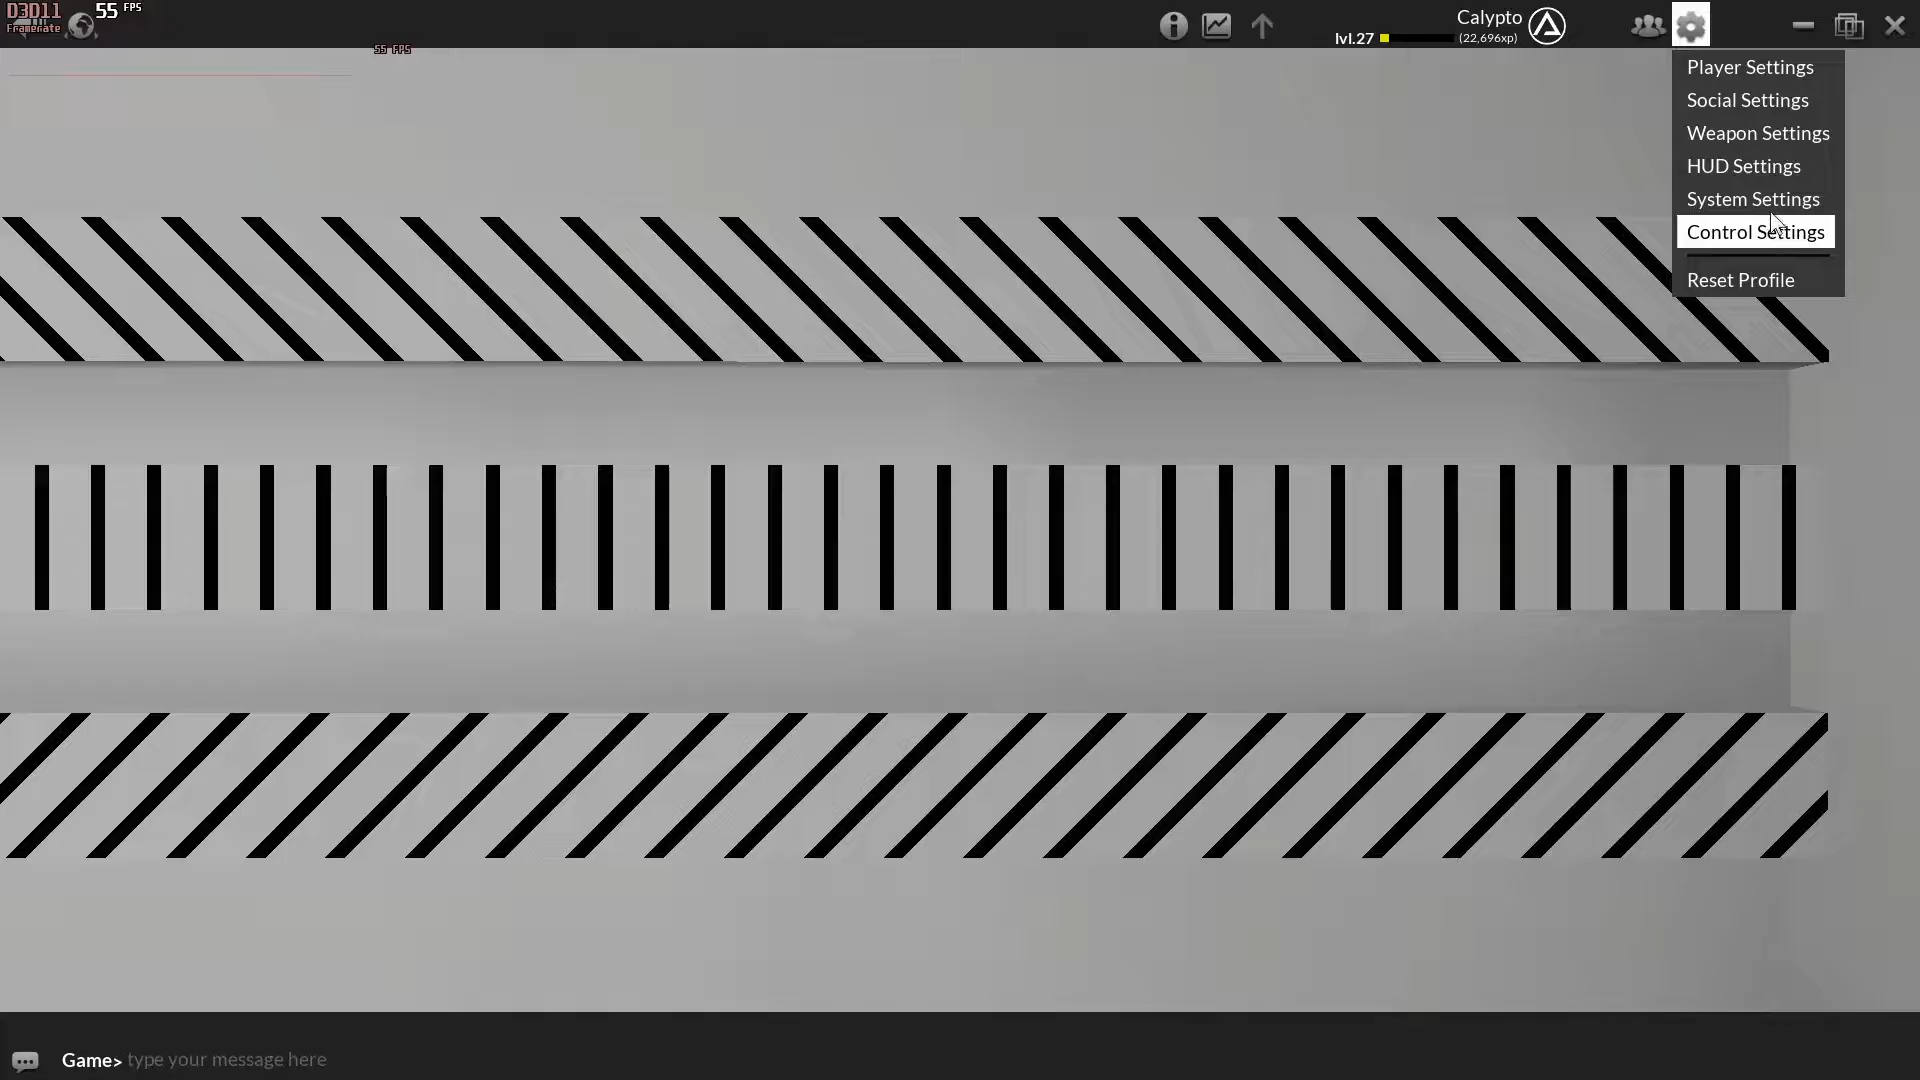 D3D11
Framerate
55 FPS
55 FPS
lvl.27
Calypto
(22,696xp)
Player Settings
Social Settings
Weapon Settings
HUD Settings
System Settings
Control Settings
Reset Profile
Game> type your message here